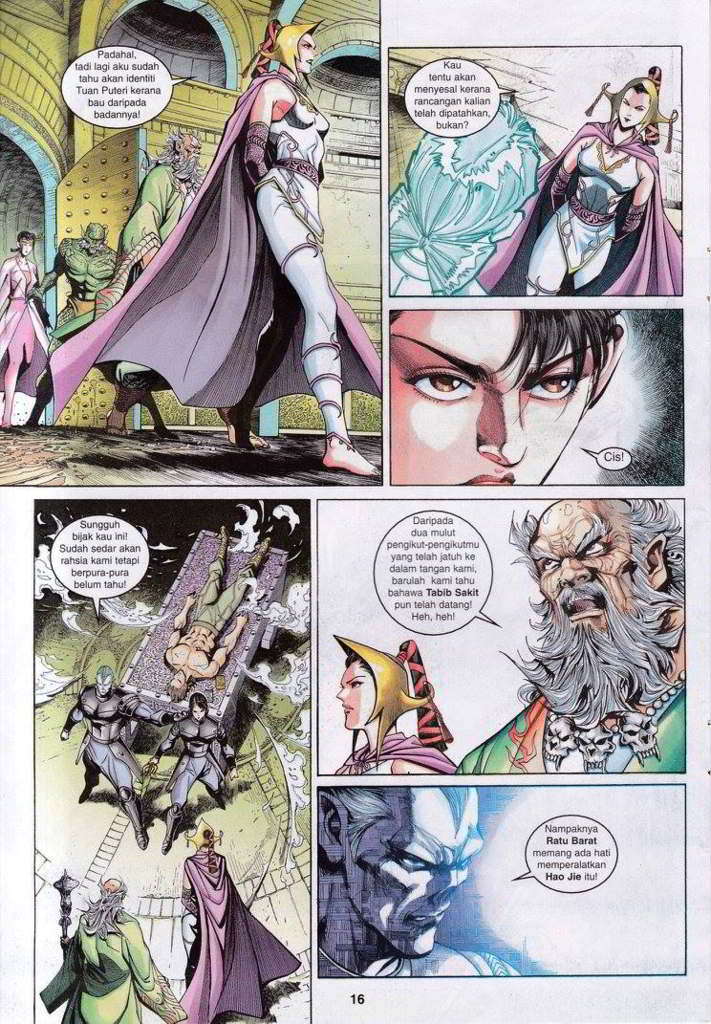 Padahal,
tadi lagi aku sudah
tahu akan identiti
Tuan Puteri kerana
bau daripada
badannya!
Kau
tentu akan
menyesal kerana
rancangan kalian
telah dipatahkan,
bukan?
Cis!
Sungguh
bijak kau ini!
Sudah sedar akan
rahsia kami tetapi
berpura-pura
belum tahu!
Daripada
dua mulut
pengikut-pengikutmu
yang telah jatuh ke
dalam tangan kami,
barulah kami tahu
bahawa Tabib Sakit
pun telah datang!
Heh, heh!
Nampaknya
Ratu Barat
memang ada hati
memperalatkan
Hao Jie itu!
16